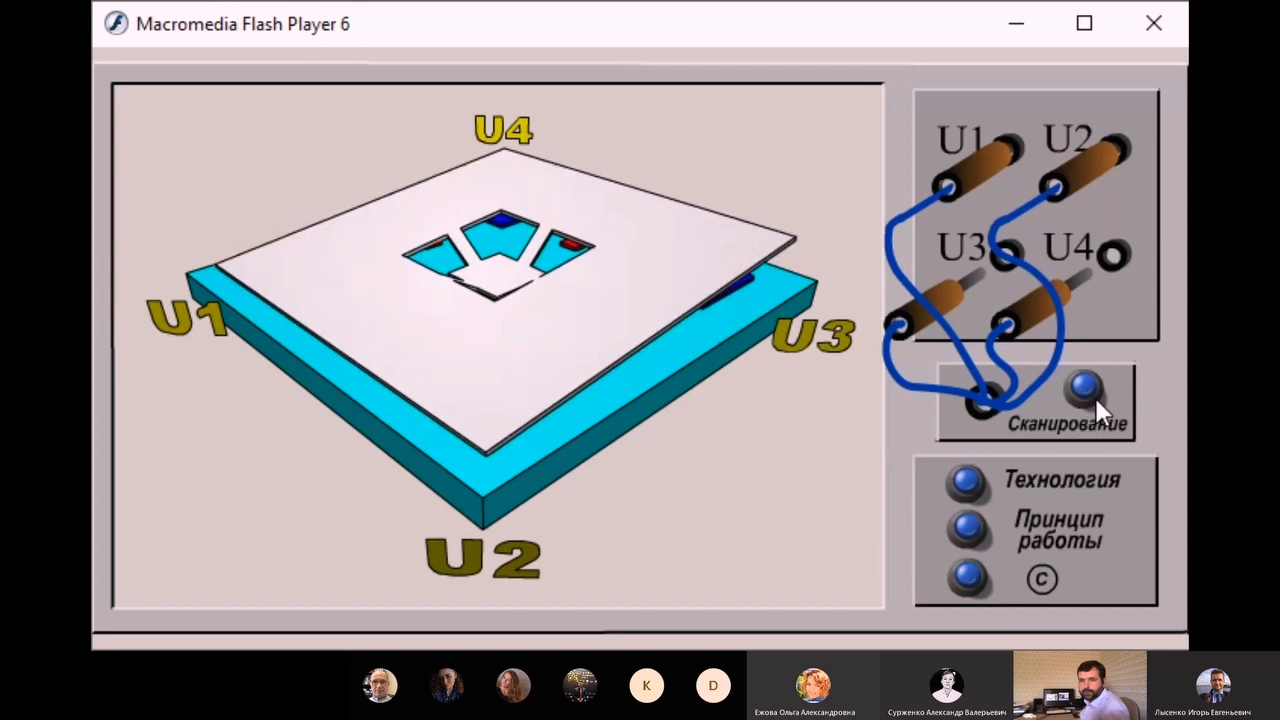 Macromedia Flash Player 6
U4
U1
U3
U2
U1 U2
U3 U4
Сканирование
Технология
Принцип
работы
C
K
D
Ежова Ольга Александровна
Сурженко Александр Валерьевич
Лысенко Игорь Евгеньевич